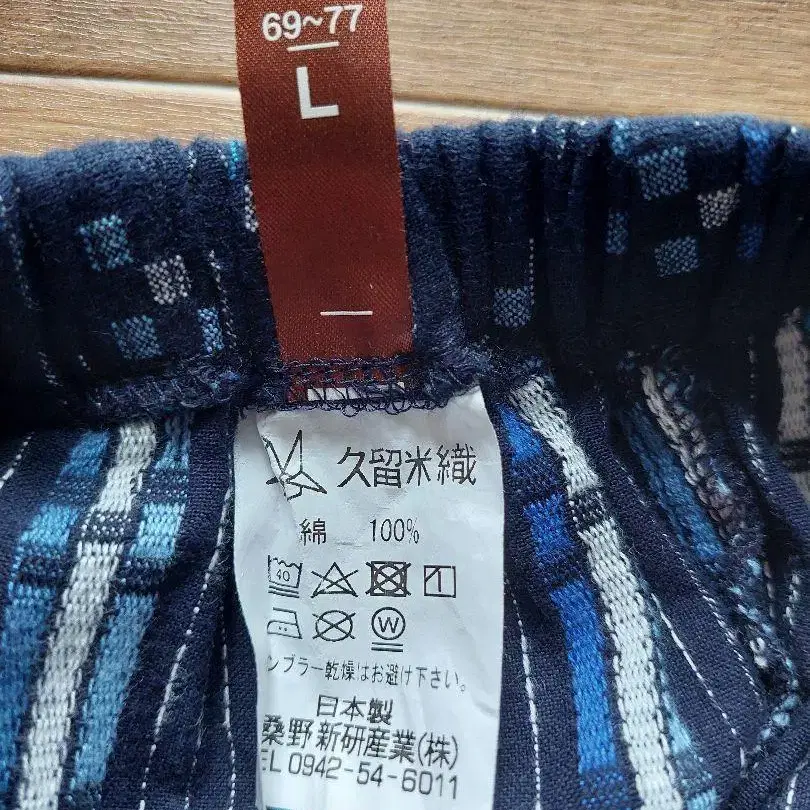 69~77
L
久留米織
綿 100%
40
W
ンブラー乾燥はお避け下さい。
日本製
桑野新研産業(株)
EL 0942-54-6011